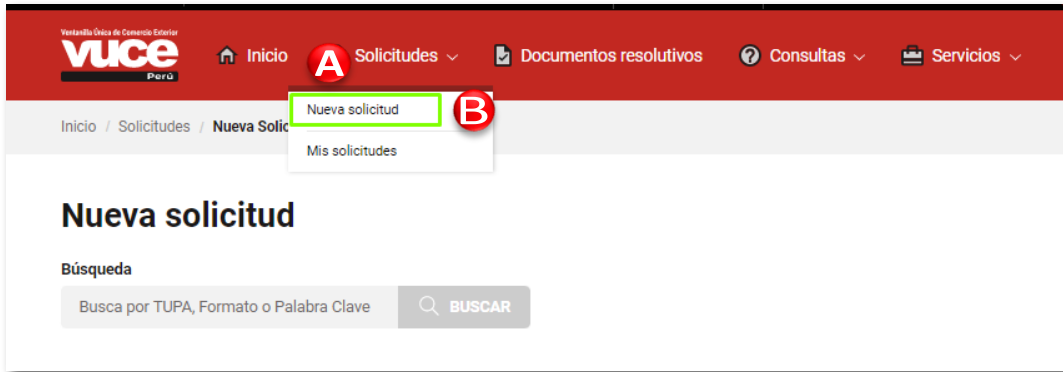 Ventanilla Única de Comercio Exterior
vuce
Perú
Inicio
A
Solicitudes
Documentos resolutivos
Consultas
Servicios
Nueva solicitud
B
Mis solicitudes
Inicio / Solicitudes / Nueva Solic
Nueva solicitud
Búsqueda
Busca por TUPA, Formato o Palabra Clave
BUSCAR